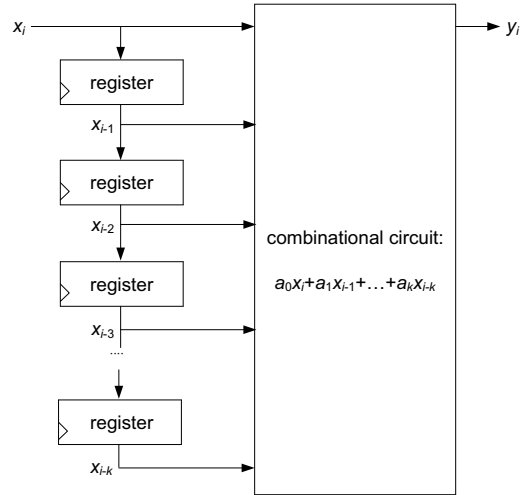 xᵢ
yᵢ
register
xᵢ₋₁
register
xᵢ₋₂
combinational circuit:
register
a₀xᵢ+a₁xᵢ₋₁+…+aₖxᵢ₋ₖ
xᵢ₋₃
....
register
xᵢ₋ₖ